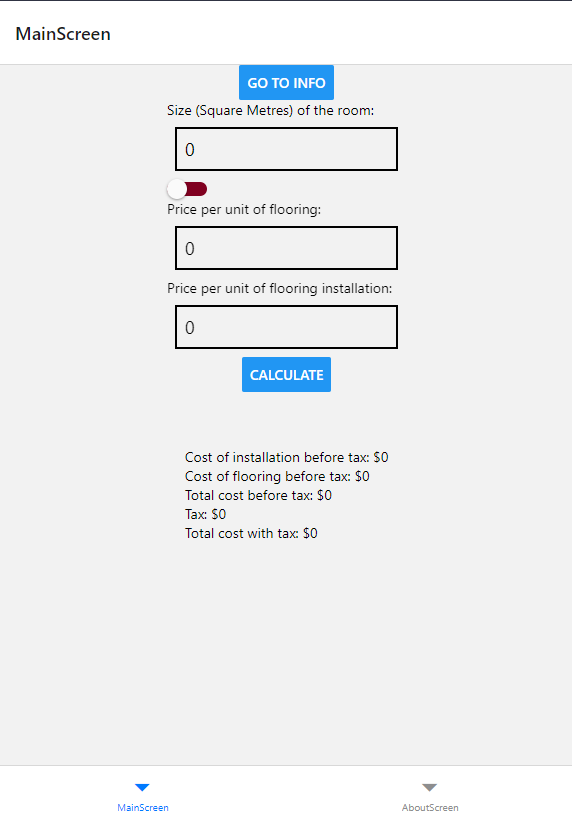 MainScreen
GO TO INFO
Size (Square Metres) of the room:
0
Price per unit of flooring:
0
Price per unit of flooring installation:
0
CALCULATE
Cost of installation before tax: $0
Cost of flooring before tax: $0
Total cost before tax: $0
Tax: $0
Total cost with tax: $0
MainScreen
AboutScreen